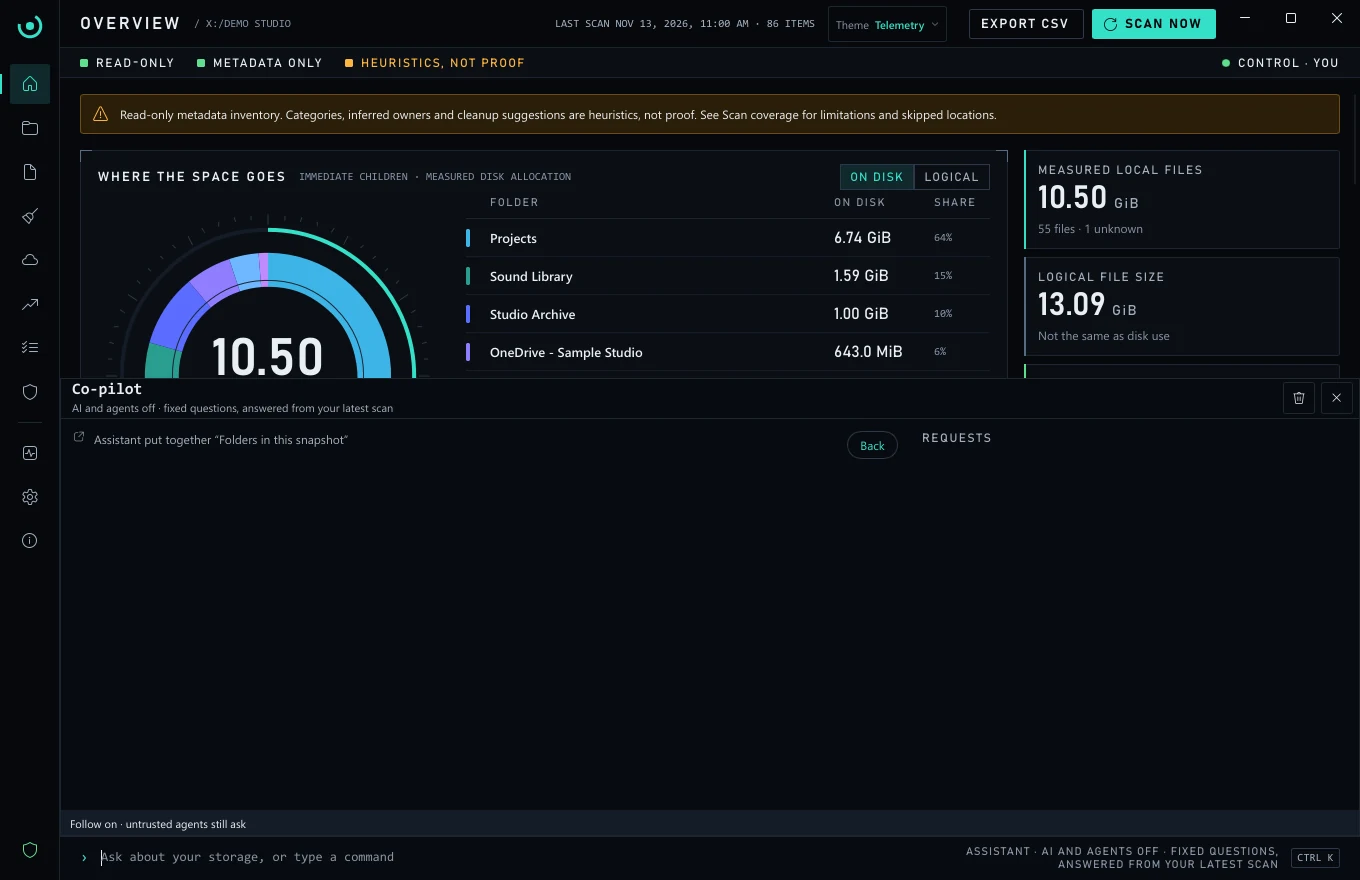 OVERVIEW / X:/DEMO STUDIO
LAST SCAN NOV 13, 2026, 11:00 AM · 86 ITEMS
Theme Telemetry
EXPORT CSV
SCAN NOW
READ-ONLY
METADATA ONLY
HEURISTICS, NOT PROOF
CONTROL · YOU
Read-only metadata inventory. Categories, inferred owners and cleanup suggestions are heuristics, not proof. See Scan coverage for limitations and skipped locations.
WHERE THE SPACE GOES IMMEDIATE CHILDREN · MEASURED DISK ALLOCATION
ON DISK LOGICAL
FOLDER ON DISK SHARE
Projects 6.74 GiB 64%
Sound Library 1.59 GiB 15%
Studio Archive 1.00 GiB 10%
OneDrive - Sample Studio 643.0 MiB 6%
10.50
MEASURED LOCAL FILES
10.50 GiB
55 files · 1 unknown
LOGICAL FILE SIZE
13.09 GiB
Not the same as disk use
Co-pilot
AI and agents off · fixed questions, answered from your latest scan
Assistant put together “Folders in this snapshot”
Back
REQUESTS
Follow on · untrusted agents still ask
› Ask about your storage, or type a command
ASSISTANT · AI AND AGENTS OFF · FIXED QUESTIONS,
ANSWERED FROM YOUR LATEST SCAN
CTRL K